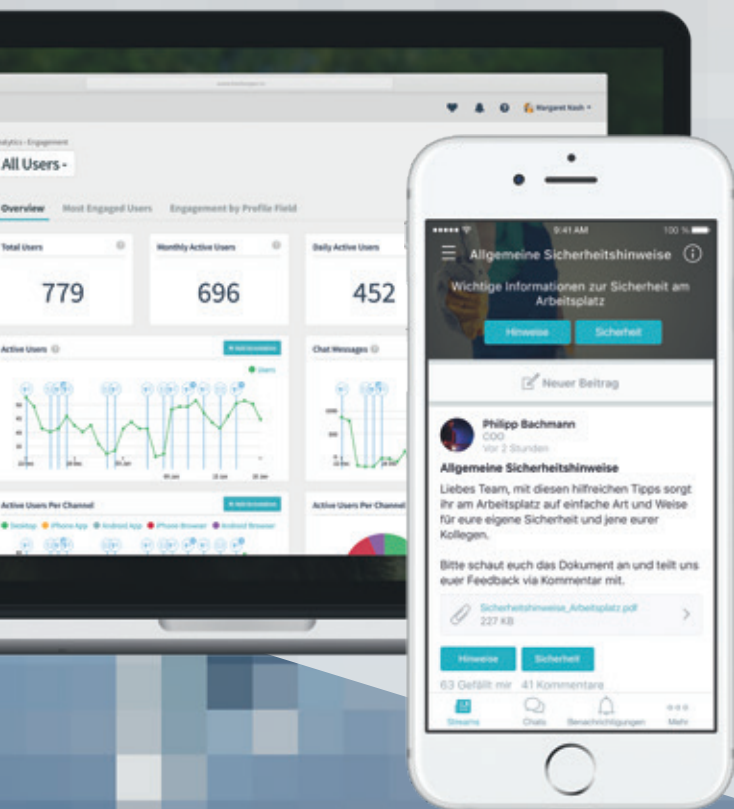 Margaret Nash
Analytics › Engagement
All Users -
Overview Most Engaged Users Engagement by Profile Field
Total Users
779
Monthly Active Users
696
Daily Active Users
452
Active Users
Users
Chat Messages
Active Users Per Channel
Desktop iPhone App Android App iPhone Browser Android Browser
Active Users Per Channel
9:41 AM 100 %
Allgemeine Sicherheitshinweise
Wichtige Informationen zur Sicherheit am
Arbeitsplatz
Hinweise Sicherheit
Neuer Beitrag
Philipp Bachmann
COO
Vor 2 Stunden
Allgemeine Sicherheitshinweise
Liebes Team, mit diesen hilfreichen Tipps sorgt
ihr am Arbeitsplatz auf einfache Art und Weise
für eure eigene Sicherheit und jene eurer
Kollegen.
Bitte schaut euch das Dokument an und teilt uns
euer Feedback via Kommentar mit.
Sicherheitshinweise_Arbeitsplatz.pdf
227 KB
Hinweise Sicherheit
63 Gefällt mir 41 Kommentare
Streams Chats Benachrichtigungen Mehr